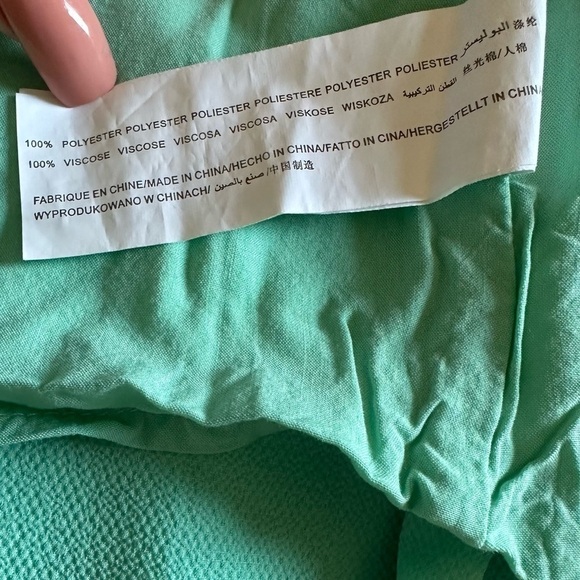 100% POLYESTER POLYESTER POLIESTER POLIESTERE POLYESTER POLIESTER البوليستر 涤纶
100% VISCOSE VISCOSE VISCOSA VISCOSA VISKOSE WISKOZA القطن التركيبية 丝光棉/人棉
FABRIQUE EN CHINE/MADE IN CHINA/HECHO IN CHINA/FATTO IN CINA/HERGESTELLT IN CHINA
WYPRODUKOWANO W CHINACH/ صنع بالصين /中国制造